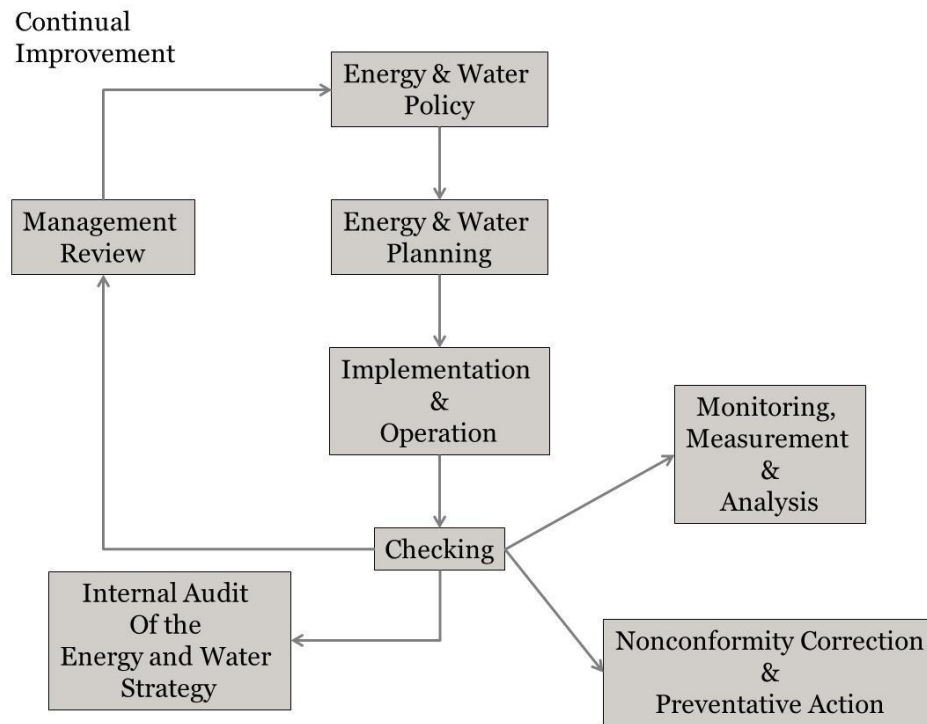 Continual
Improvement
Energy & Water
Policy
Management
Review
Energy & Water
Planning
Implementation
&
Operation
Monitoring,
Measurement
&
Analysis
Checking
Internal Audit
Of the
Energy and Water
Strategy
Nonconformity Correction
&
Preventative Action